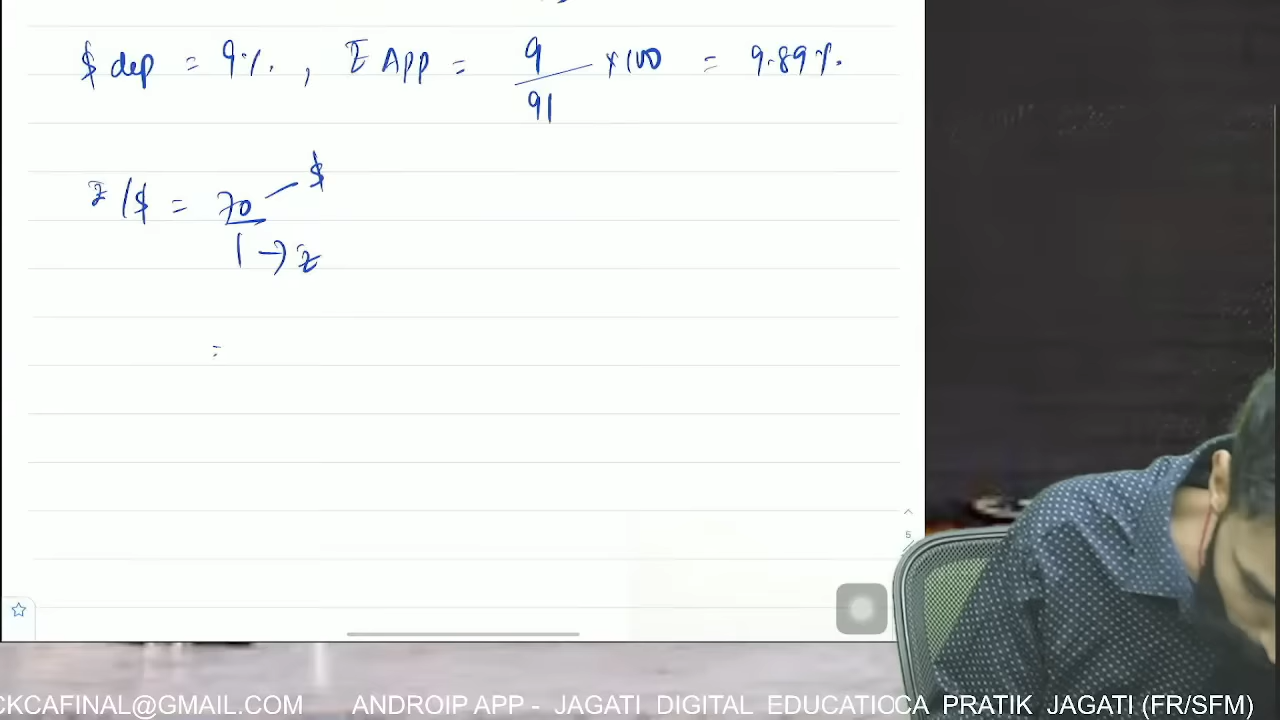 $ dep = 9%. , ₹ App = 9/91 × 100 = 9.89%.
₹/$ = 70 — $
1 → ₹
=
5
CKCAFINAL@GMAIL.COM ANDROIP APP - JAGATI DIGITAL EDUCATIOCA PRATIK JAGATI (FR/SFM)